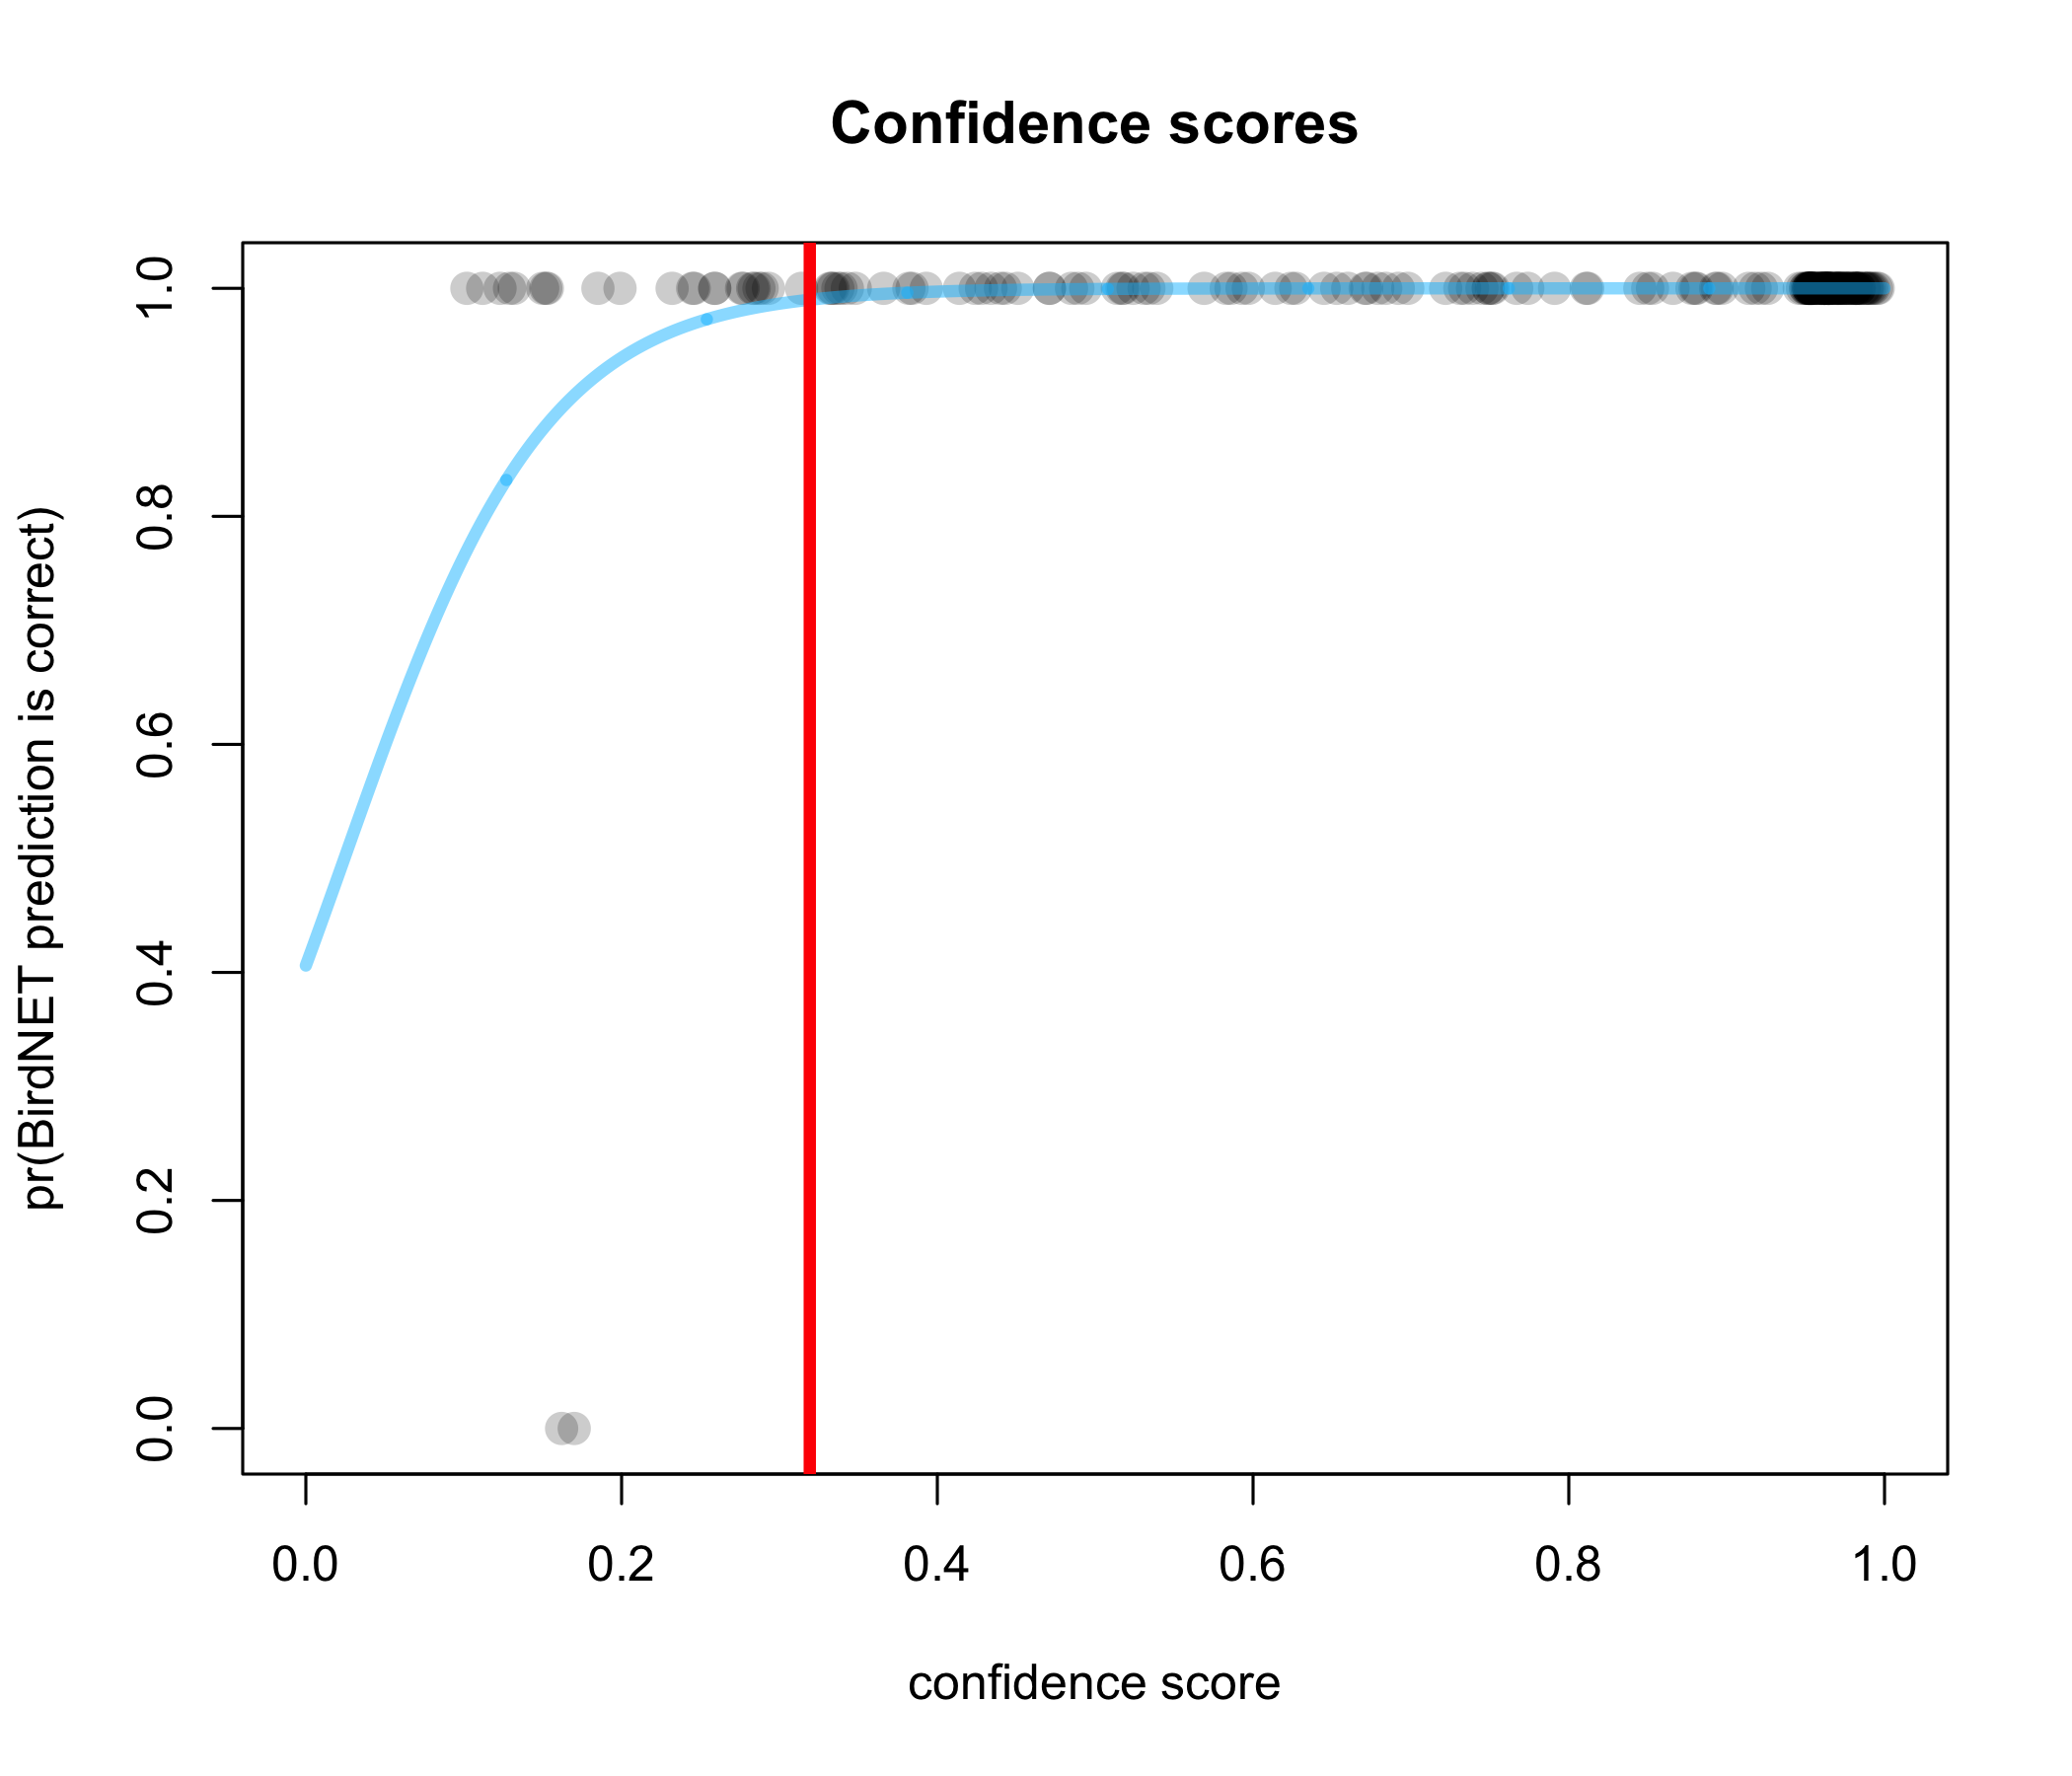 Confidence scores
pr(BirdNET prediction is correct)
1.0
0.8
0.6
0.4
0.2
0.0
0.0 0.2 0.4 0.6 0.8 1.0
confidence score